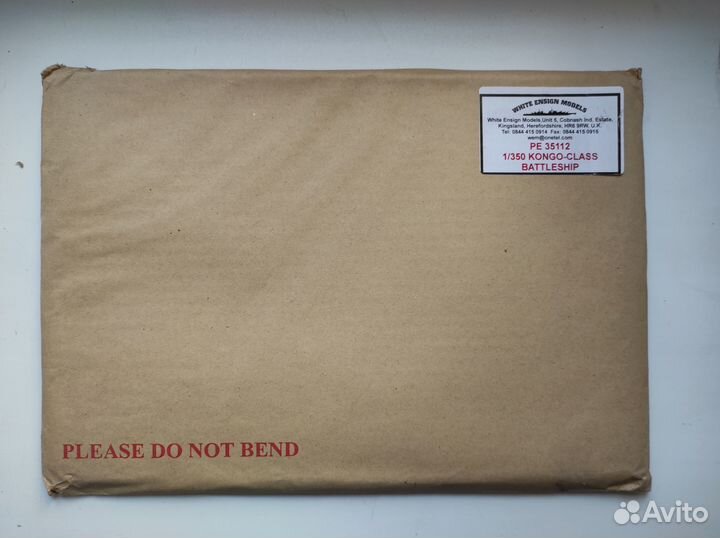 WHITE ENSIGN MODELS
White Ensign Models,Unit 5, Cobnash Ind. Estate,
Kingsland, Herefordshire, HR6 9RW, U.K.
Tel: 0844 415 0914 Fax: 0844 415 0915
wem@onetel.com
PE 35112
1/350 KONGO-CLASS
BATTLESHIP
PLEASE DO NOT BEND
Avito